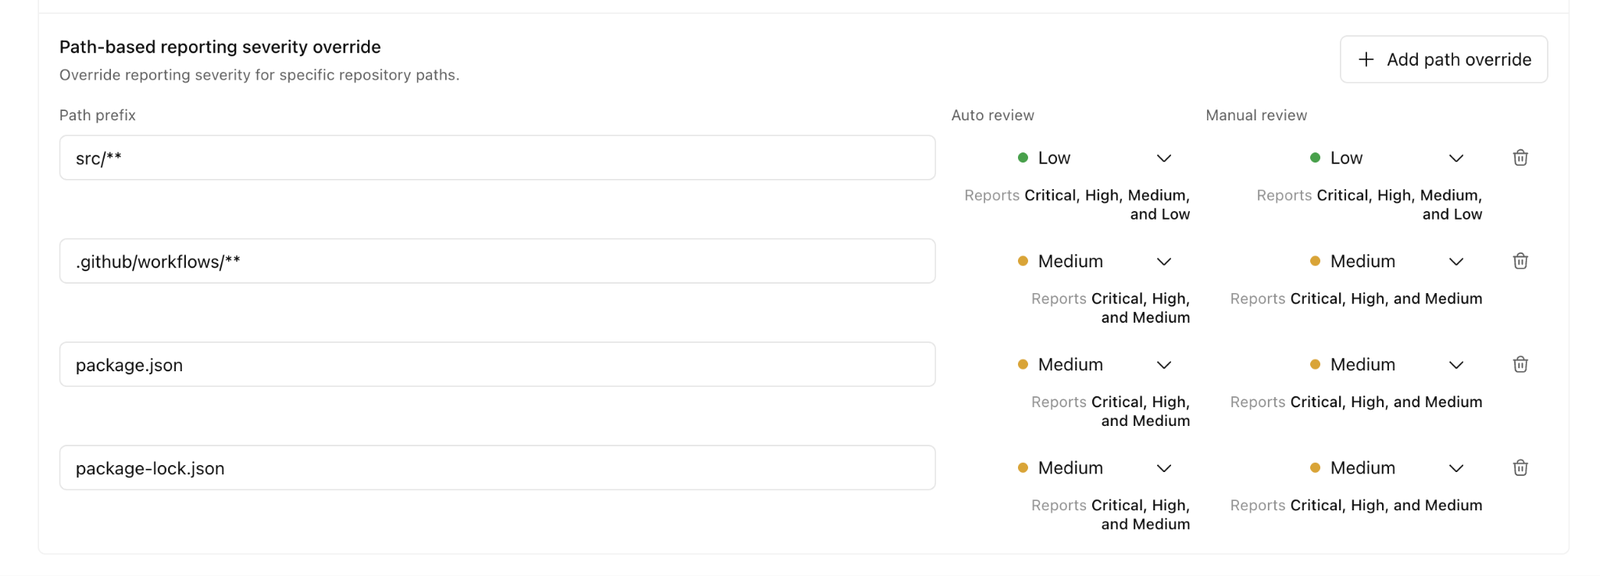 Path-based reporting severity override
Override reporting severity for specific repository paths.
Add path override
Path prefix
Auto review
Manual review
src/**
Low
Low
Reports Critical, High, Medium,
and Low
Reports Critical, High, Medium,
and Low
.github/workflows/**
Medium
Medium
Reports Critical, High,
and Medium
Reports Critical, High, and Medium
package.json
Medium
Medium
Reports Critical, High,
and Medium
Reports Critical, High, and Medium
package-lock.json
Medium
Medium
Reports Critical, High,
and Medium
Reports Critical, High, and Medium